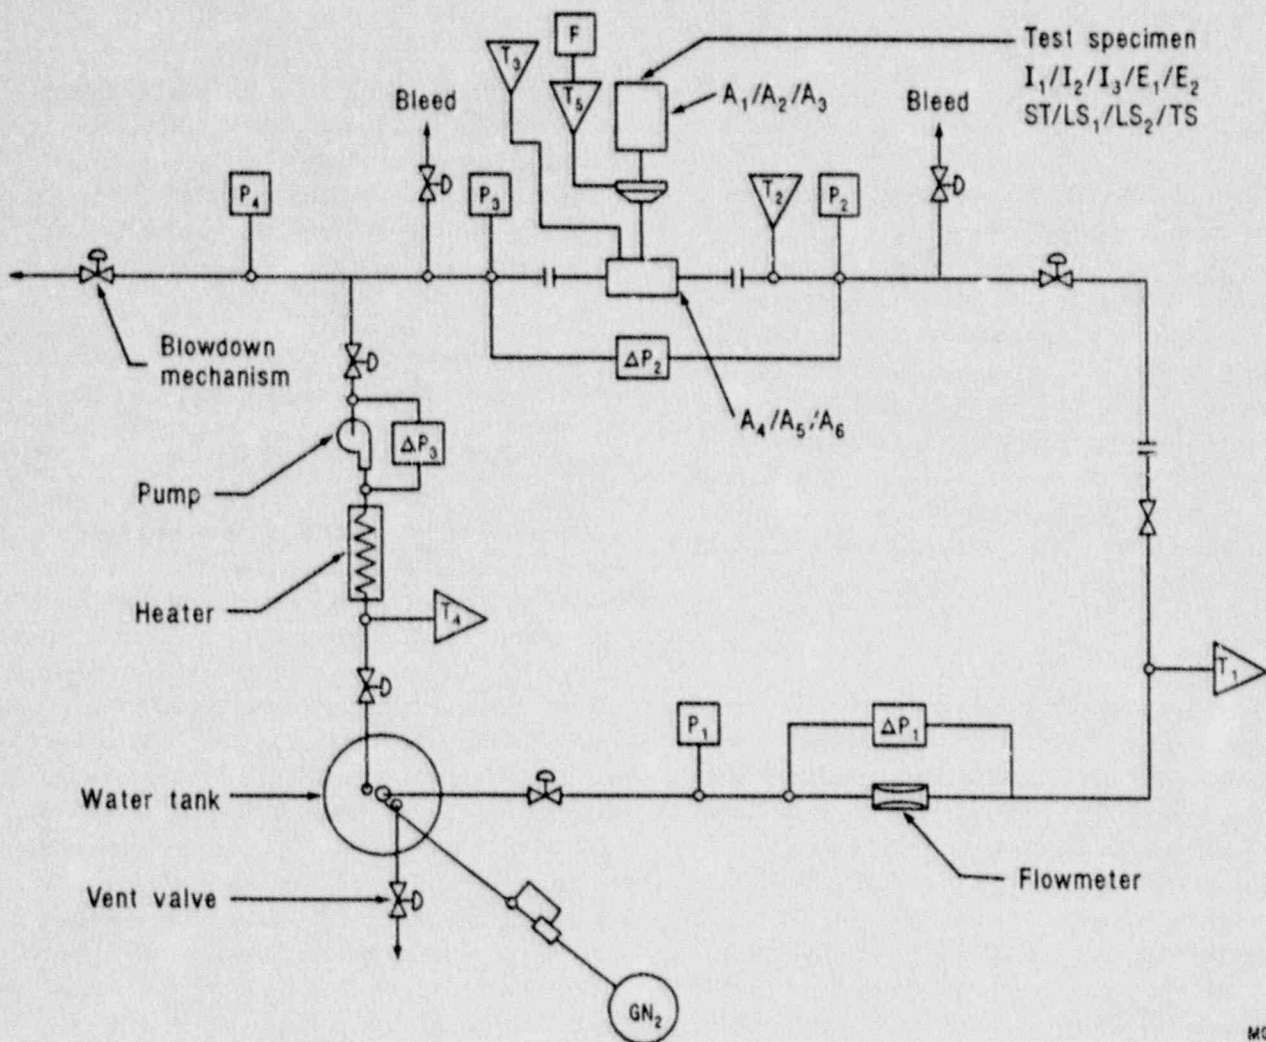 T₃
F
Test specimen
I₁/I₂/I₃/E₁/E₂
ST/LS₁/LS₂/TS
T₅
A₁/A₂/A₃
Bleed
Bleed
P₄
P₃
T₂
P₂
Blowdown
mechanism
ΔP₂
A₄/A₅/A₆
ΔP₃
Pump
Heater
T₄
T₁
P₁
ΔP₁
Water tank
Vent valve
Flowmeter
GN₂